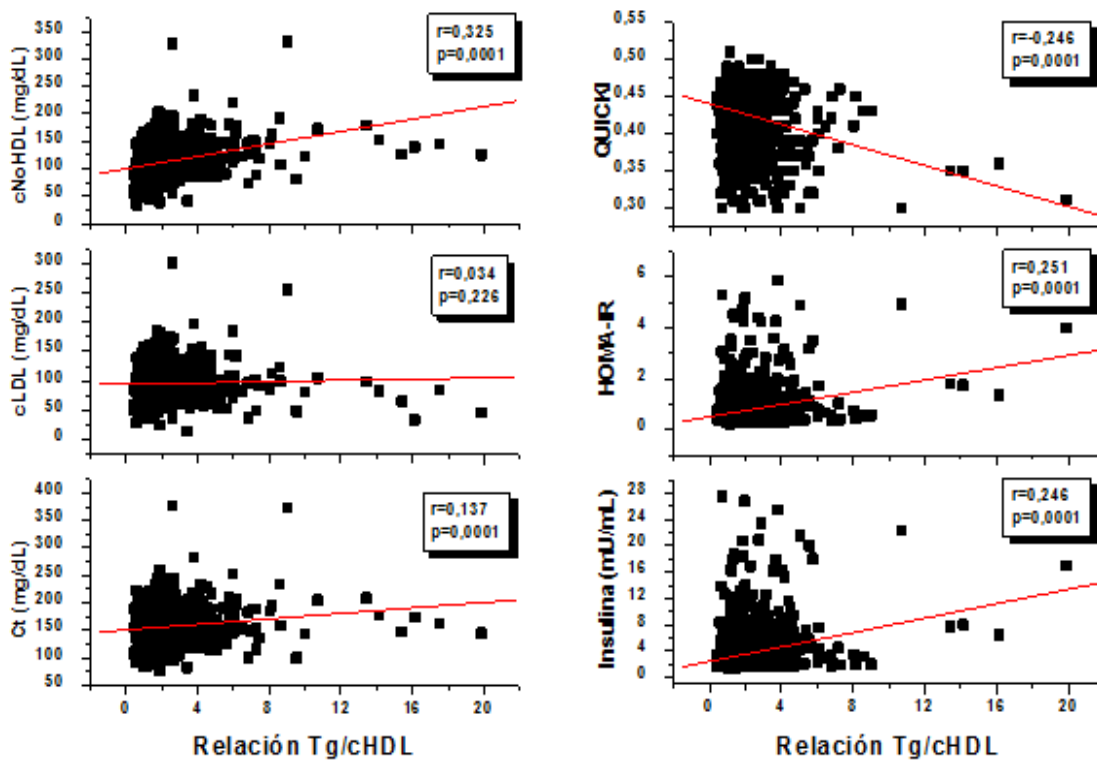 cNoHDL (mg/dL)
350
300
250
200
150
100
50
0
r=0,325
p=0,0001
cLDL (mg/dL)
300
250
200
150
100
50
0
r=0,034
p=0,226
Ct (mg/dL)
400
350
300
250
200
150
100
50
r=0,137
p=0,0001
0 4 8 12 16 20
Relación Tg/cHDL
QUICKI
0,55
0,50
0,45
0,40
0,35
0,30
r=-0,246
p=0,0001
HOMA-IR
6
4
2
0
r=0,251
p=0,0001
Insulina (mU/mL)
28
24
20
16
12
8
4
0
r=0,246
p=0,0001
0 4 8 12 16 20
Relación Tg/cHDL